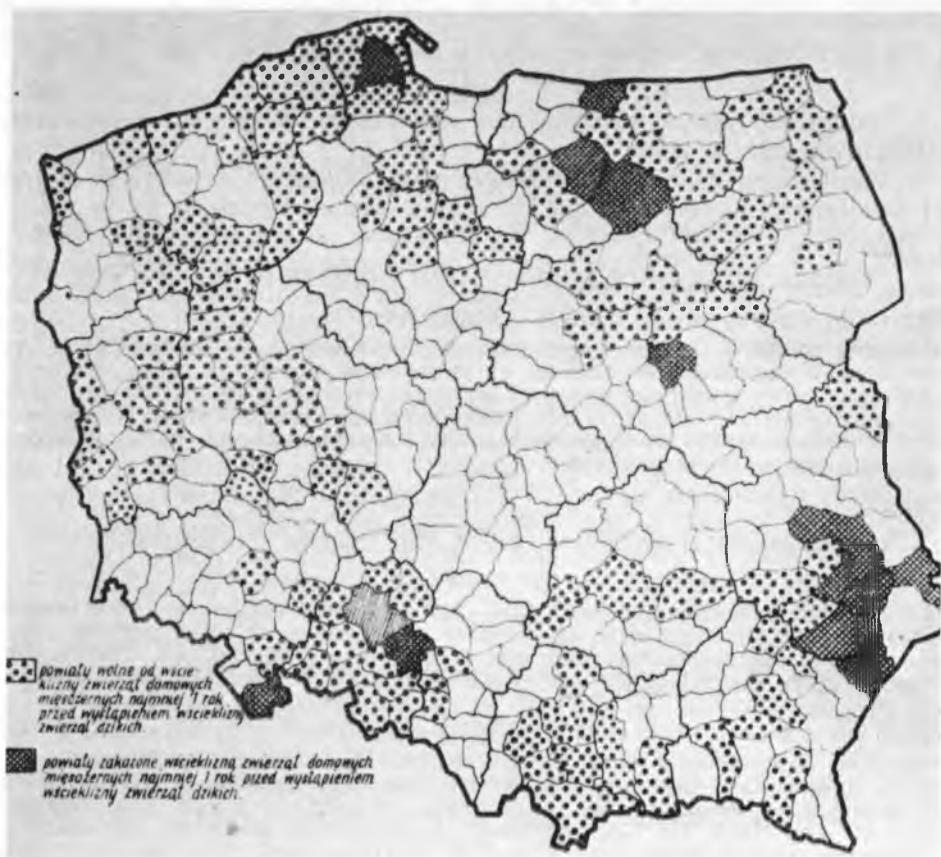 powiaty wolne od wście-
klizny zwierząt domowych
mięsożernych najmniej 1 rok
przed wystąpieniem wścieklizny
zwierząt dzikich.
powiaty zakażone wścieklizną zwierząt domowych
mięsożernych najmniej 1 rok przed wystąpieniem
wścieklizny zwierząt dzikich.